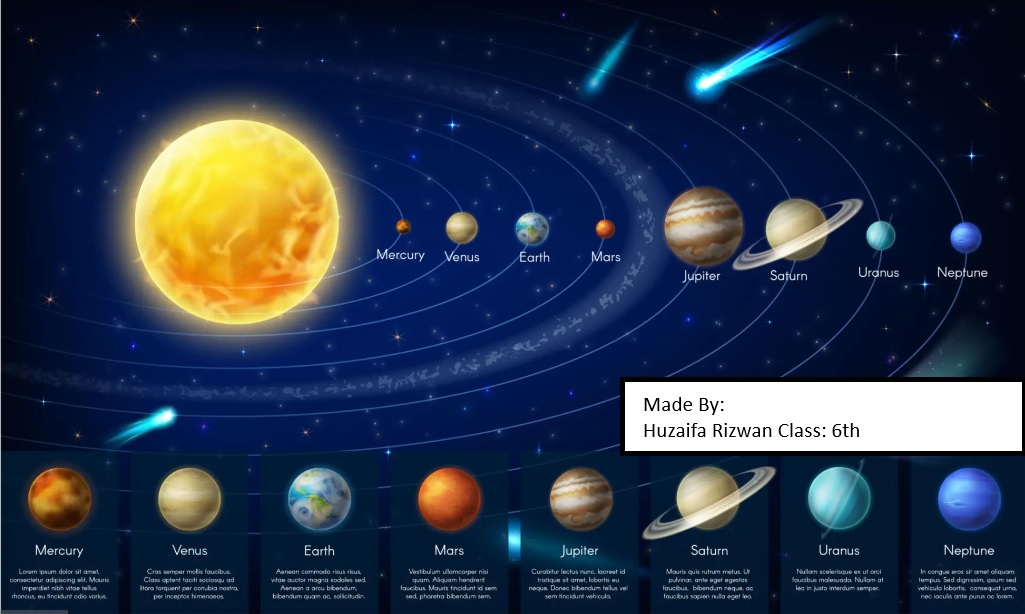 Mercury
Venus
Earth
Mars
Jupiter
Saturn
Uranus
Neptune
Made By:
Huzaifa Rizwan Class: 6th
Mercury
Lorem ipsum dolor sit amet,
consectetur adipiscing elit. Mauris
imperdiet nibh vitae tellus
rhoncus, eu tincidunt odio varius.
Venus
Cras semper mollis faucibus.
Class aptent taciti sociosqu ad
litora torquent per conubia nostra,
per inceptos himenaeos.
Earth
Aenean commodo risus risus,
vitae auctor magna sodales sed.
Aenean a arcu bibendum,
bibendum quam ac, sollicitudin.
Mars
Vestibulum ullamcorper nisi
quam. Aliquam hendrerit
faucibus. Mauris tincidunt id sem
sed, pharetra bibendum sem.
Jupiter
Curabitur lectus nunc, laoreet id
tristique sit amet, lobortis eu
neque. Donec bibendum tellus vel
sem tincidunt vehicula.
Saturn
Mauris quis rutrum metus. Ut
pulvinar, ante eget egestas
faucibus, bibendum neque, ac
faucibus sapien nulla eget leo.
Uranus
Nullam scelerisque ex ut orci
faucibus malesuada. Nullam at
leo in justo interdum semper.
Neptune
In congue eros sit amet aliquam
tempus. Sed dignissim, ipsum sed
vehicula lobortis, congue urna,
nec iaculis ante purus ac lorem.